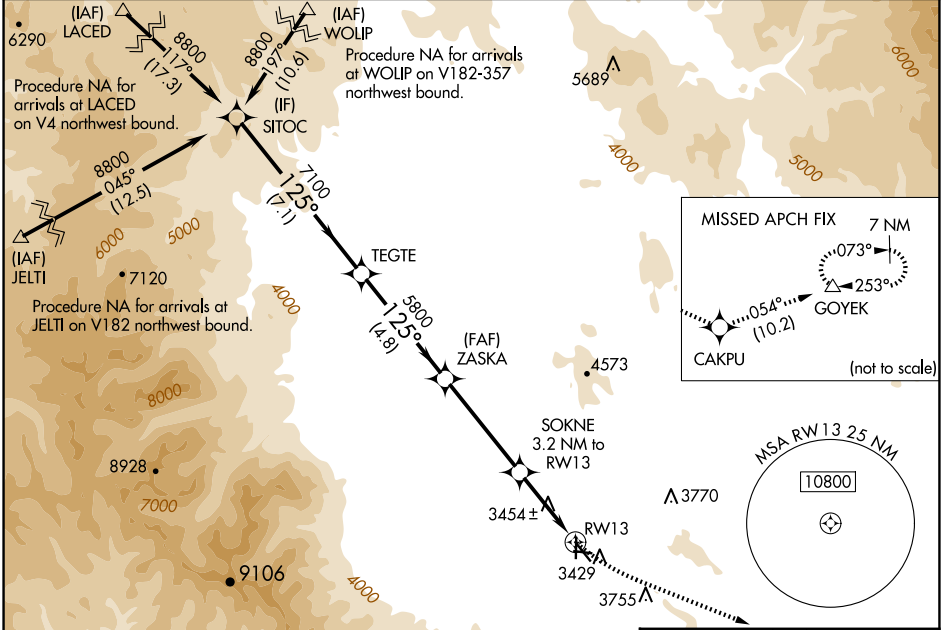 (IAF)
LACED
(IAF)
WOLIP
6290
8800
117°
(17.3)
8800
197°
(10.6)
Procedure NA for arrivals
at WOLIP on V182-357
northwest bound.
5689
6000
Procedure NA for
arrivals at LACED
on V4 northwest bound.
(IF)
SITOC
4000
5000
8800
045°
(12.5)
7100
125°
(7.1)
MISSED APCH FIX
7 NM
073°
253°
GOYEK
054°
(10.2)
CAKPU
(not to scale)
(IAF)
JELTI
6000
5000
7120
TEGTE
4000
Procedure NA for arrivals at
JELTI on V182 northwest bound.
5800
125°
(4.8)
(FAF)
ZASKA
4573
8000
SOKNE
3.2 NM to
RW13
MSA RW13 25 NM
10800
8928
7000
3454±
3770
RW13
3429
9106
4000
3755